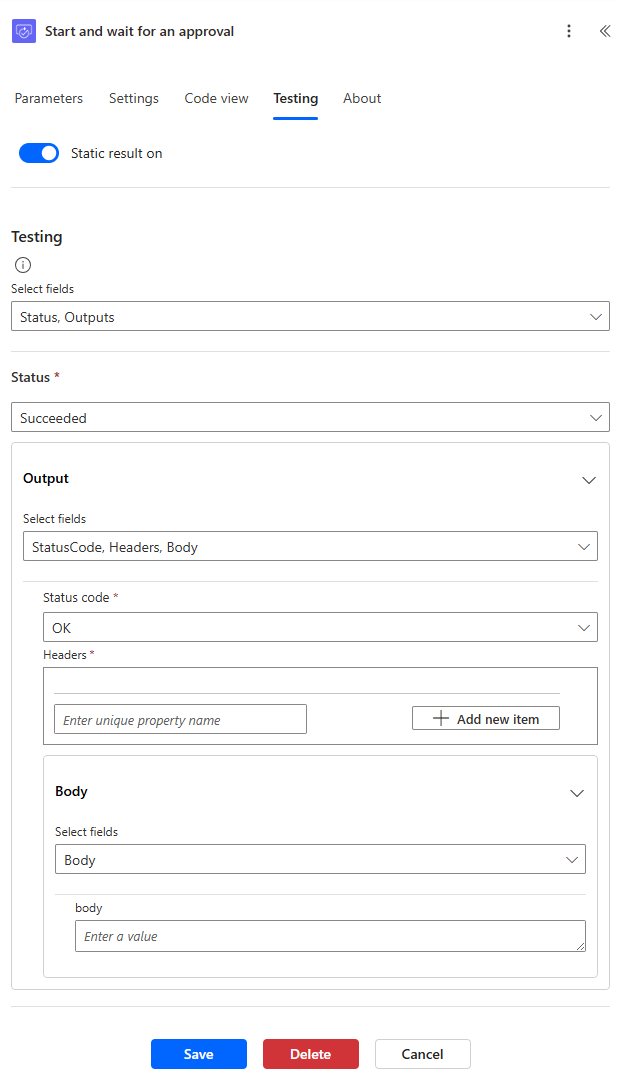 Start and wait for an approval
Parameters Settings Code view Testing About
Static result on
Testing
Select fields
Status, Outputs
Status *
Succeeded
Output
Select fields
StatusCode, Headers, Body
Status code *
OK
Headers *
Enter unique property name Add new item
Body
Select fields
Body
body
Enter a value
Save Delete Cancel